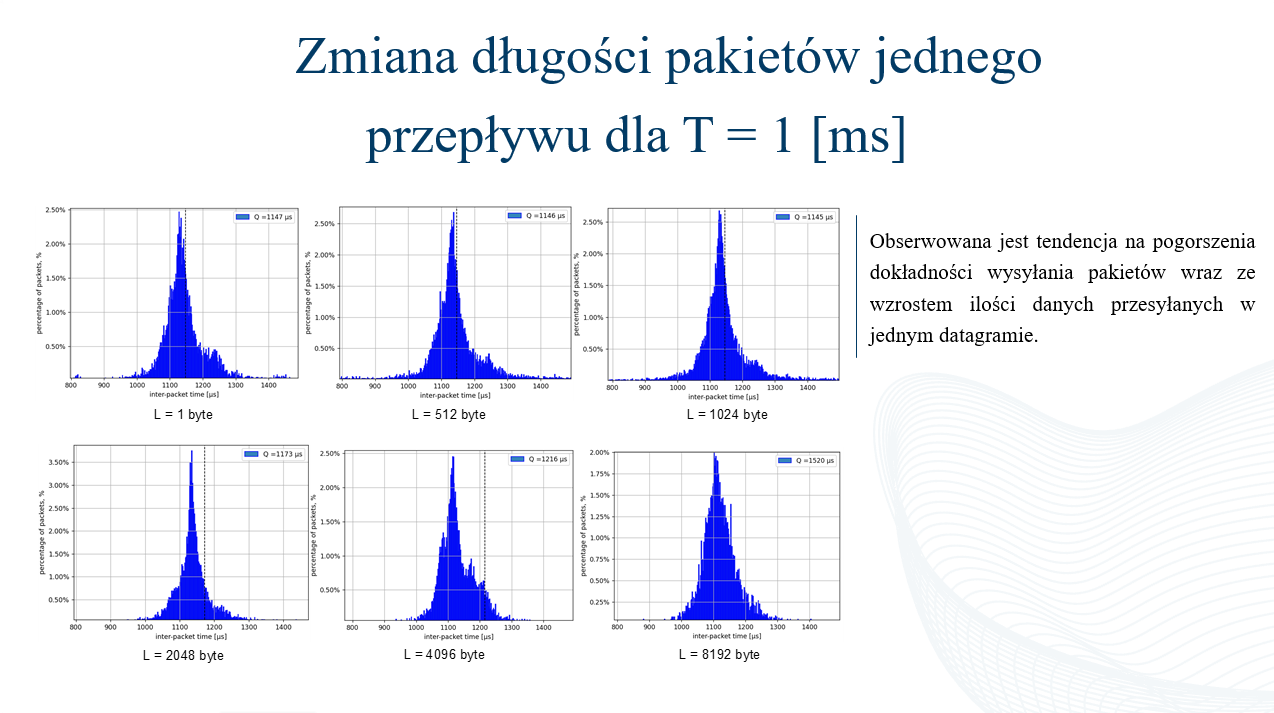 Zmiana długości pakietów jednego
przepływu dla T = 1 [ms]
Q =1147 µs
2.50%
2.00%
1.50%
1.00%
0.50%
percentage of packets, %
800 900 1000 1100 1200 1300 1400
inter-packet time [µs]
L = 1 byte
Q =1146 µs
2.50%
2.00%
1.50%
1.00%
0.50%
percentage of packets, %
800 900 1000 1100 1200 1300 1400
inter-packet time [µs]
L = 512 byte
Q =1145 µs
2.50%
2.00%
1.50%
1.00%
0.50%
percentage of packets, %
800 900 1000 1100 1200 1300 1400
inter-packet time [µs]
L = 1024 byte
Obserwowana jest tendencja na pogorszenia
dokładności wysyłania pakietów wraz ze
wzrostem ilości danych przesyłanych w
jednym datagramie.
Q =1173 µs
3.50%
3.00%
2.50%
2.00%
1.50%
1.00%
0.50%
percentage of packets, %
800 900 1000 1100 1200 1300 1400
inter-packet time [µs]
L = 2048 byte
Q =1216 µs
2.50%
2.00%
1.50%
1.00%
0.50%
percentage of packets, %
800 900 1000 1100 1200 1300 1400
inter-packet time [µs]
L = 4096 byte
Q =1520 µs
2.00%
1.75%
1.50%
1.25%
1.00%
0.75%
0.50%
0.25%
percentage of packets, %
800 900 1000 1100 1200 1300 1400
inter-packet time [µs]
L = 8192 byte